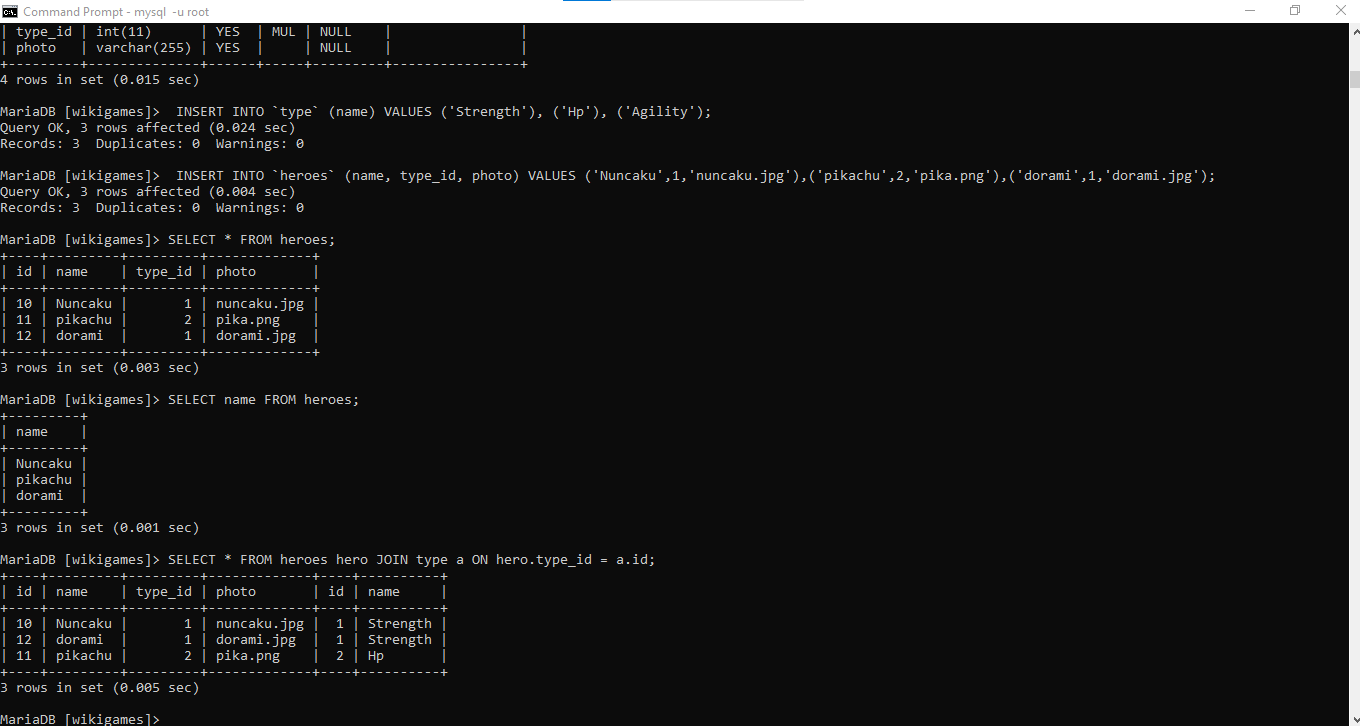 Command Prompt - mysql  -u root
| type_id | int(11)      | YES  | MUL | NULL    |                |
| photo   | varchar(255) | YES  |     | NULL    |                |
+---------+--------------+------+-----+---------+----------------+
4 rows in set (0.015 sec)
MariaDB [wikigames]>  INSERT INTO `type` (name) VALUES ('Strength'), ('Hp'), ('Agility');
Query OK, 3 rows affected (0.024 sec)
Records: 3  Duplicates: 0  Warnings: 0
MariaDB [wikigames]>  INSERT INTO `heroes` (name, type_id, photo) VALUES ('Nuncaku',1,'nuncaku.jpg'),('pikachu',2,'pika.png'),('dorami',1,'dorami.jpg');
Query OK, 3 rows affected (0.004 sec)
Records: 3  Duplicates: 0  Warnings: 0
MariaDB [wikigames]> SELECT * FROM heroes;
+----+---------+---------+-------------+
| id | name    | type_id | photo       |
+----+---------+---------+-------------+
| 10 | Nuncaku |       1 | nuncaku.jpg |
| 11 | pikachu |       2 | pika.png    |
| 12 | dorami  |       1 | dorami.jpg  |
+----+---------+---------+-------------+
3 rows in set (0.003 sec)
MariaDB [wikigames]> SELECT name FROM heroes;
+---------+
| name    |
+---------+
| Nuncaku |
| pikachu |
| dorami  |
+---------+
3 rows in set (0.001 sec)
MariaDB [wikigames]> SELECT * FROM heroes hero JOIN type a ON hero.type_id = a.id;
+----+---------+---------+-------------+----+----------+
| id | name    | type_id | photo       | id | name     |
+----+---------+---------+-------------+----+----------+
| 10 | Nuncaku |       1 | nuncaku.jpg |  1 | Strength |
| 12 | dorami  |       1 | dorami.jpg  |  1 | Strength |
| 11 | pikachu |       2 | pika.png    |  2 | Hp       |
+----+---------+---------+-------------+----+----------+
3 rows in set (0.005 sec)
MariaDB [wikigames]>